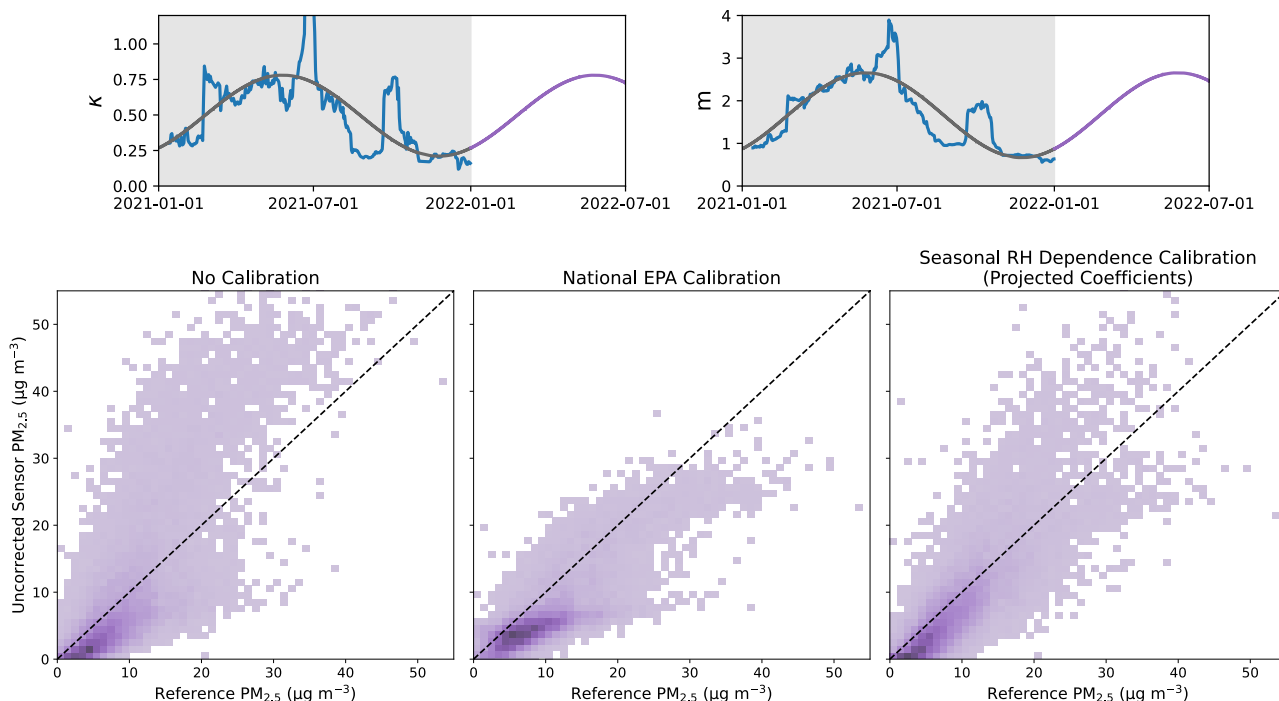 κ
1.00
0.75
0.50
0.25
0.00
2021-01-01 2021-07-01 2022-01-01 2022-07-01
m
4
3
2
1
0
2021-01-01 2021-07-01 2022-01-01 2022-07-01
No Calibration
Uncorrected Sensor PM2.5 (µg m−3)
50
40
30
20
10
0
0 10 20 30 40 50
Reference PM2.5 (µg m−3)
National EPA Calibration
0 10 20 30 40 50
Reference PM2.5 (µg m−3)
Seasonal RH Dependence Calibration
(Projected Coefficients)
0 10 20 30 40 50
Reference PM2.5 (µg m−3)